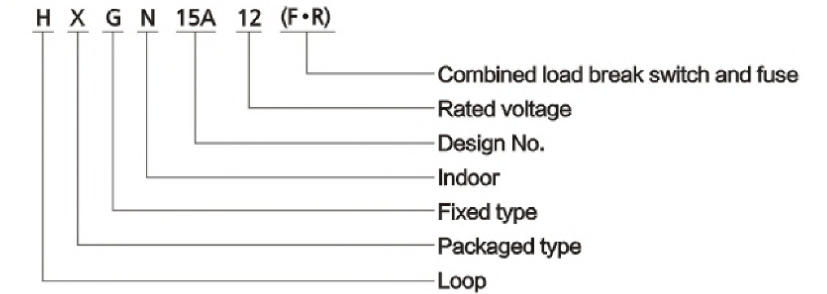 H X G N 15A 12 (F•R)
Combined load break switch and fuse
Rated voltage
Design No.
Indoor
Fixed type
Packaged type
Loop